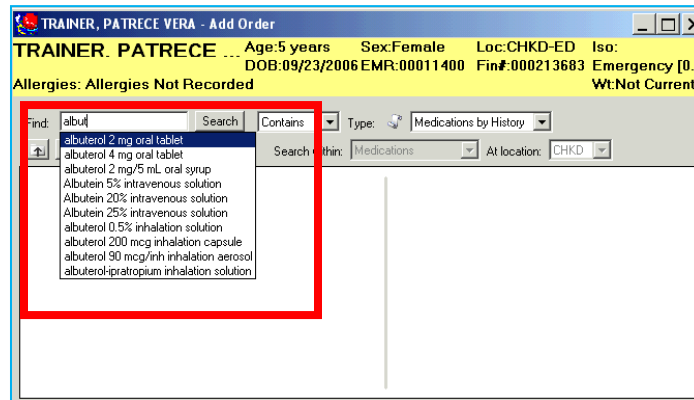 TRAINER, PATRECE VERA - Add Order
TRAINER, PATRECE ... Age:5 years Sex:Female Loc:CHKD-ED Iso:
DOB:09/23/2006 EMR:00011400 Fin#:000213683 Emergency [0.
Allergies: Allergies Not Recorded Wt:Not Current
Find: albut Search Contains Type: Medications by History
Search Within: Medications At location: CHKD
albuterol 2 mg oral tablet
albuterol 4 mg oral tablet
albuterol 2 mg/5 mL oral syrup
Albutein 5% intravenous solution
Albutein 20% intravenous solution
Albutein 25% intravenous solution
albuterol 0.5% inhalation solution
albuterol 200 mcg inhalation capsule
albuterol 90 mcg/inh inhalation aerosol
albuterol-ipratropium inhalation solution